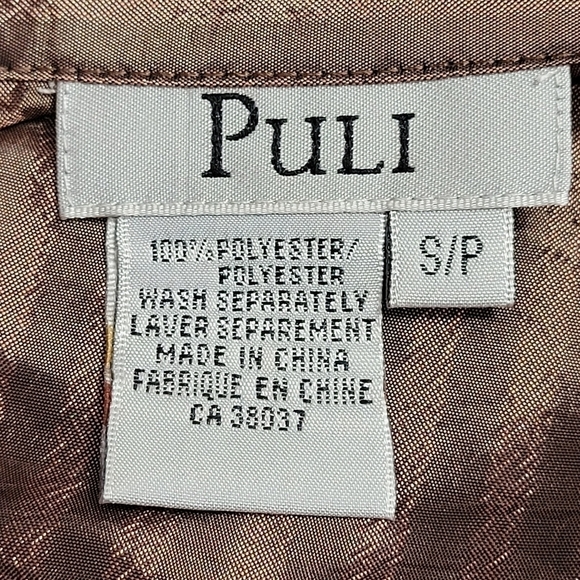 PULI
S/P
100% POLYESTER/
POLYESTER
WASH SEPARATELY
LAVER SEPAREMENT
MADE IN CHINA
FABRIQUE EN CHINE
CA 38037